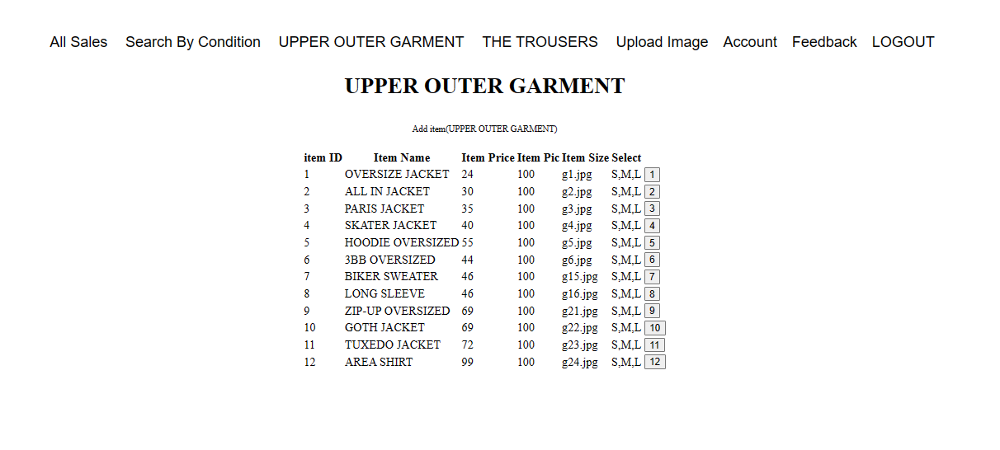 All Sales Search By Condition UPPER OUTER GARMENT THE TROUSERS Upload Image Account Feedback LOGOUT
UPPER OUTER GARMENT
Add item(UPPER OUTER GARMENT)
item ID Item Name Item Price Item Pic Item Size Select
1 OVERSIZE JACKET 24 100 g1.jpg S,M,L 1
2 ALL IN JACKET 30 100 g2.jpg S,M,L 2
3 PARIS JACKET 35 100 g3.jpg S,M,L 3
4 SKATER JACKET 40 100 g4.jpg S,M,L 4
5 HOODIE OVERSIZED 55 100 g5.jpg S,M,L 5
6 3BB OVERSIZED 44 100 g6.jpg S,M,L 6
7 BIKER SWEATER 46 100 g15.jpg S,M,L 7
8 LONG SLEEVE 46 100 g16.jpg S,M,L 8
9 ZIP-UP OVERSIZED 69 100 g21.jpg S,M,L 9
10 GOTH JACKET 69 100 g22.jpg S,M,L 10
11 TUXEDO JACKET 72 100 g23.jpg S,M,L 11
12 AREA SHIRT 99 100 g24.jpg S,M,L 12